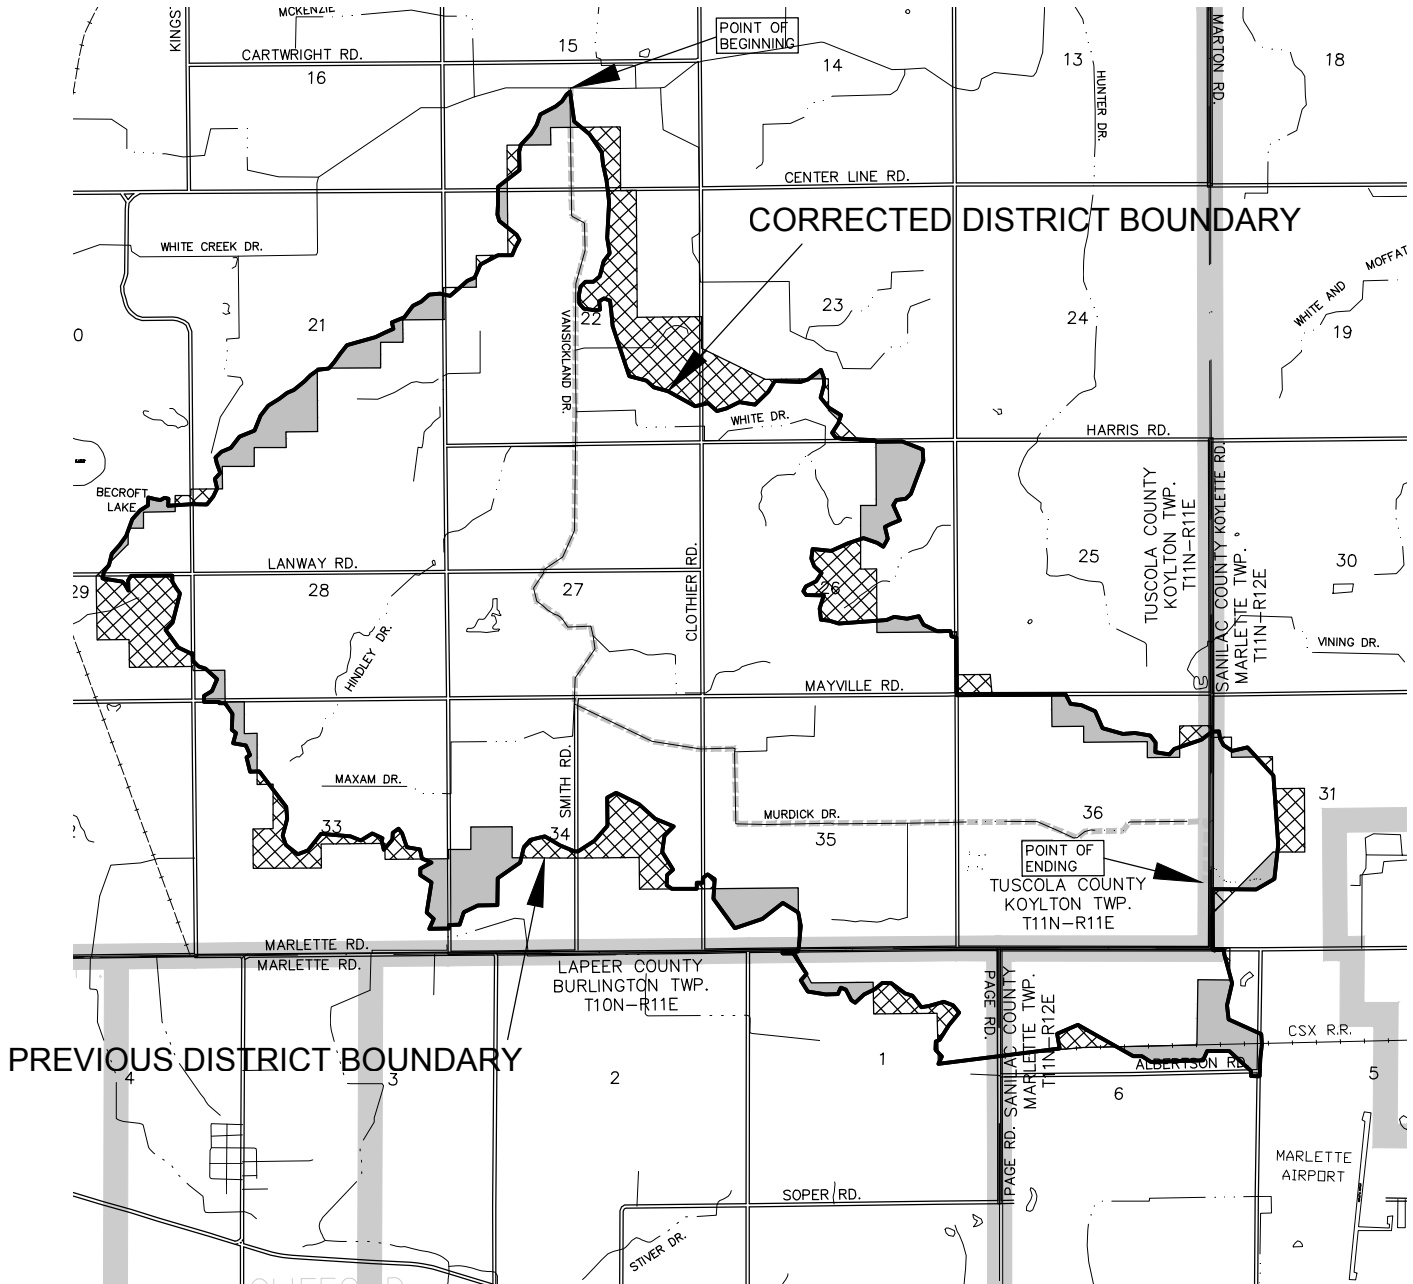 MCKENZIE
KINGS
CARTWRIGHT RD.
16
15
POINT OF
BEGINNING
14
13
18
MARTON RD.
HUNTER DR.
CENTER LINE RD.
CORRECTED DISTRICT BOUNDARY
WHITE CREEK DR.
MOFFAT
WHITE AND
21
22
23
24
19
0
VANSICKLAND DR.
WHITE DR.
HARRIS RD.
BECROFT
LAKE
TUSCOLA COUNTY
KOYLTON TWP.
T11N-R11E
SANILAC COUNTY KOYLETTE RD.
MARLETTE TWP.
T11N-R12E
LANWAY RD.
29
28
27
26
25
30
CLOTHIER RD.
HINDLEY DR.
VINING DR.
MAYVILLE RD.
MAXAM DR.
SMITH RD.
MURDICK DR.
33
34
35
36
31
POINT OF
ENDING
TUSCOLA COUNTY
KOYLTON TWP.
T11N-R11E
MARLETTE RD.
MARLETTE RD.
LAPEER COUNTY
BURLINGTON TWP.
T10N-R11E
PAGE RD.
PAGE RD. SANILAC COUNTY
MARLETTE TWP.
T11N-R12E
CSX R.R.
ALBERTSON RD
PREVIOUS DISTRICT BOUNDARY
4
3
2
1
6
5
MARLETTE
AIRPORT
SOPER RD.
STIVER DR.
CLIFFORD